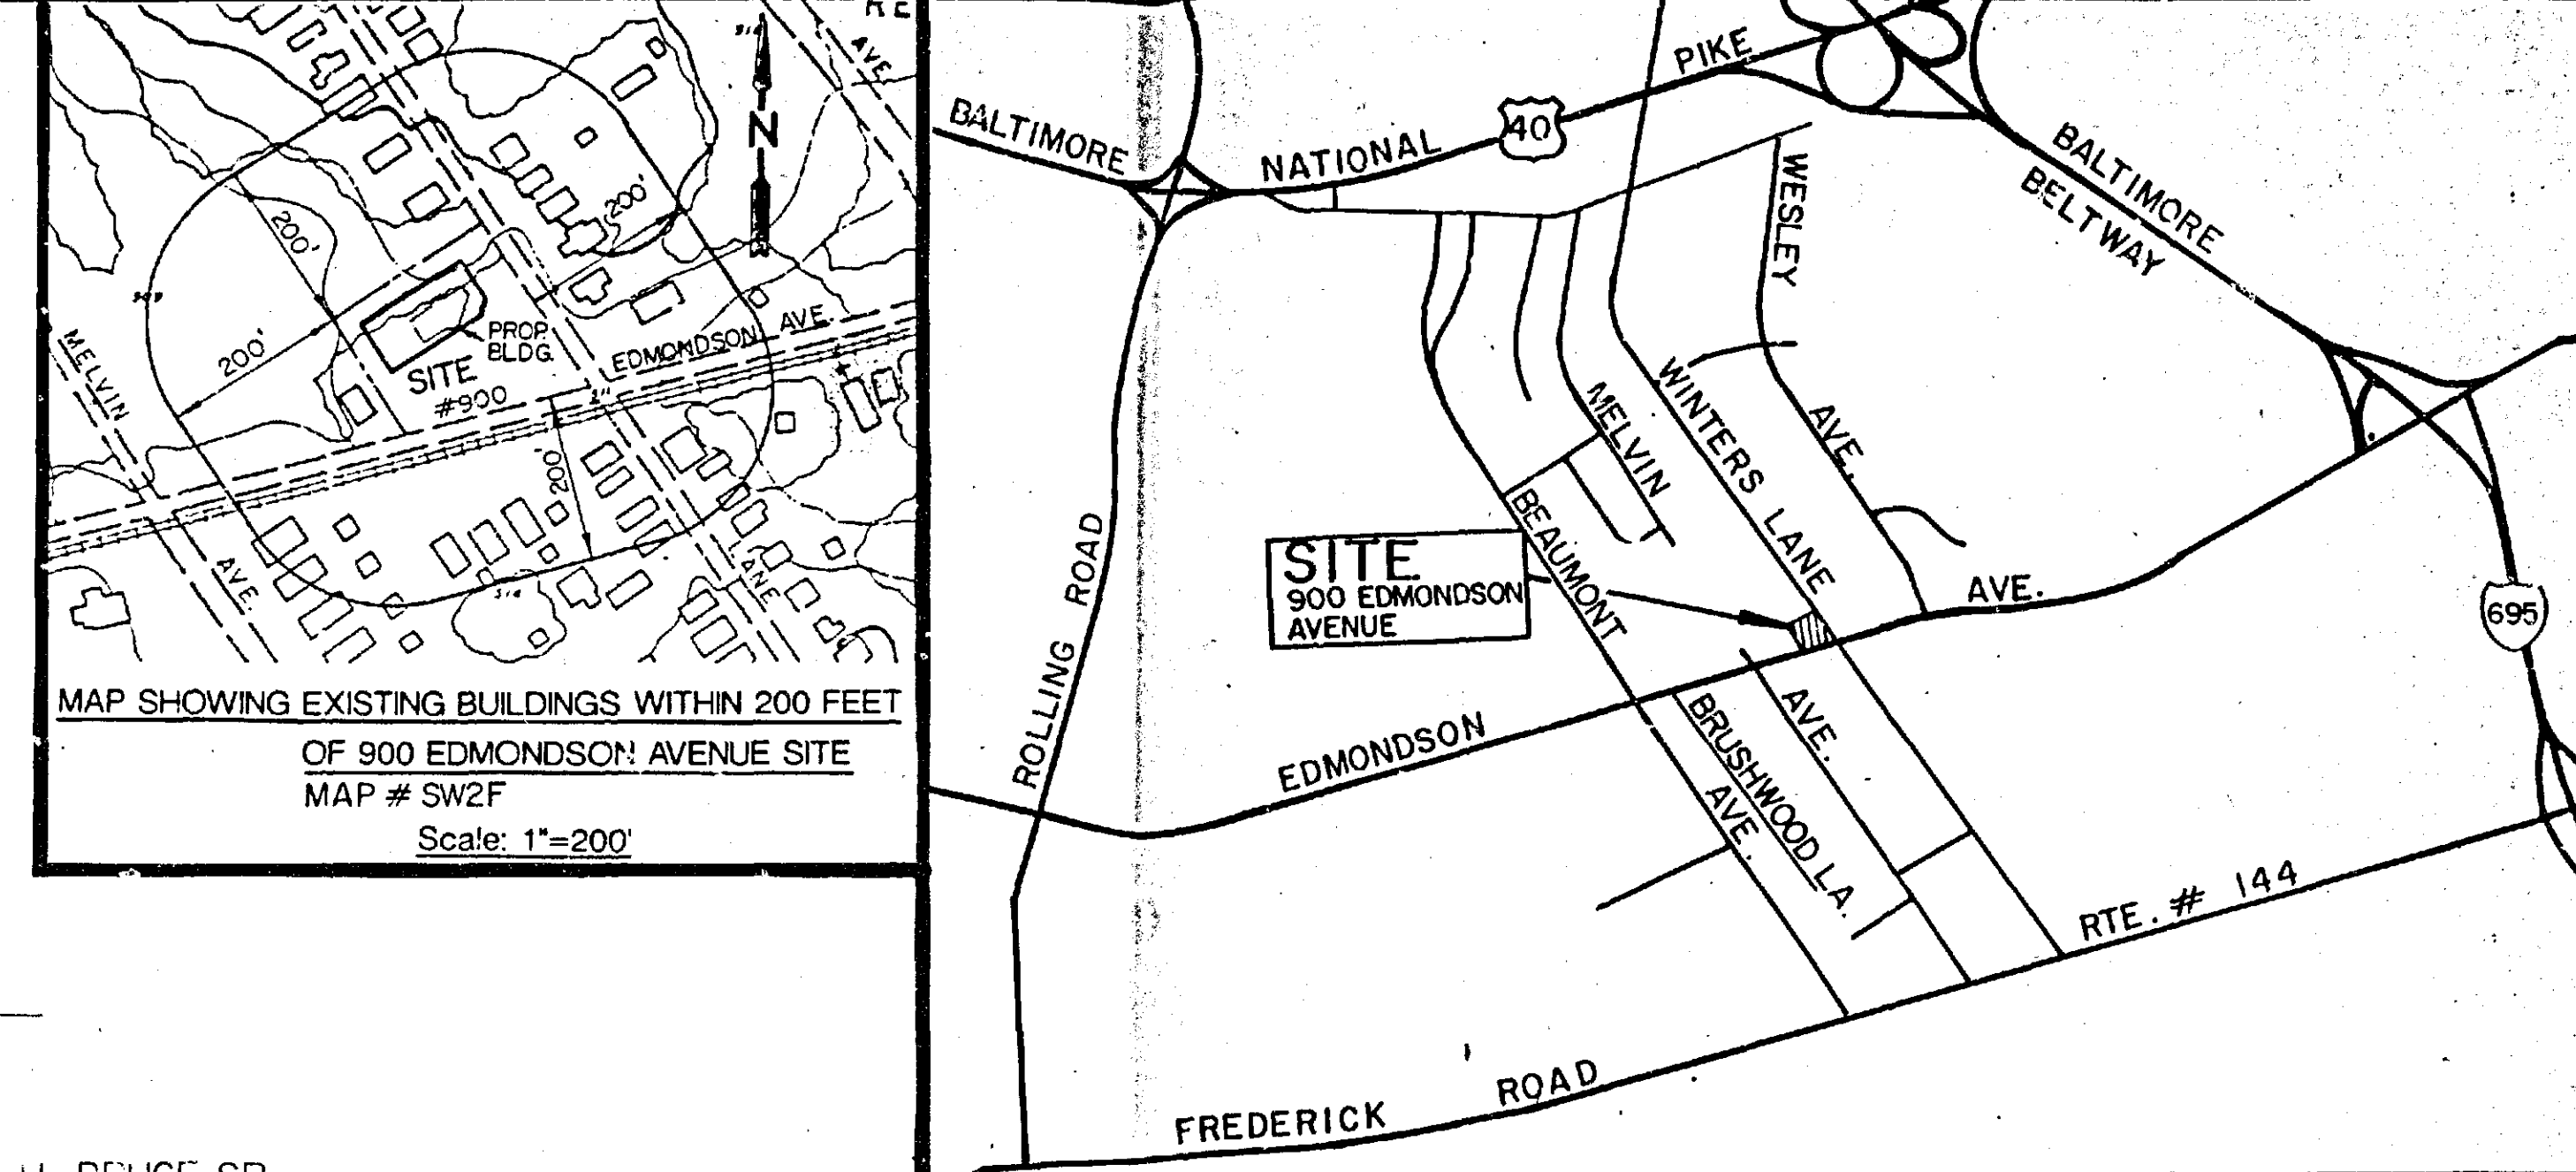 AVE.
N
200'
200'
200'
200'
MELVIN
AVE.
PROP.
BLDG.
SITE
#900
EDMONDSON AVE.
MAP SHOWING EXISTING BUILDINGS WITHIN 200 FEET
OF 900 EDMONDSON AVENUE SITE
MAP # SW2F
Scale: 1"=200'
BALTIMORE NATIONAL PIKE
40
BALTIMORE
BELTWAY
695
WESLEY AVE.
WINTERS LANE
MELVIN AVE.
BEAUMONT AVE.
BRUSHWOOD LA.
ROLLING ROAD
SITE
900 EDMONDSON
AVENUE
EDMONDSON AVE.
FREDERICK ROAD
RTE. # 144